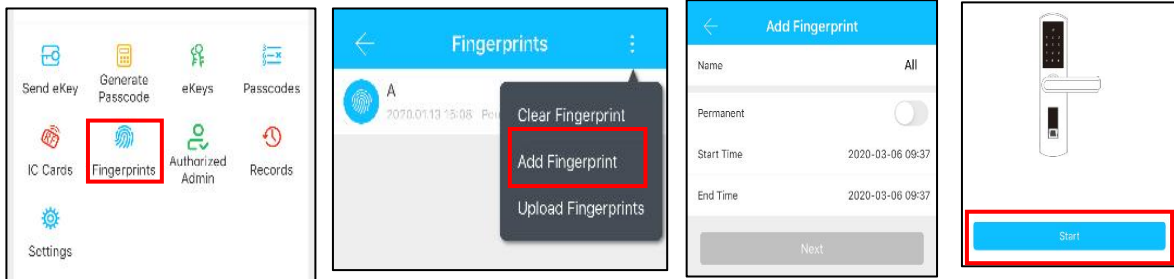 Send eKey
Generate
Passcode
eKeys
Passcodes
IC Cards
Fingerprints
Authorized
Admin
Records
Settings
Fingerprints
A
2020.01.13 15:08
Clear Fingerprint
Add Fingerprint
Upload Fingerprints
Add Fingerprint
Name All
Permanent
Start Time 2020-03-06 09:37
End Time 2020-03-06 09:37
Next
Start